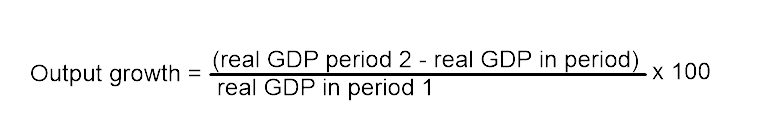 (real GDP period 2 - real GDP in period)
Output growth = x 100
real GDP in period 1